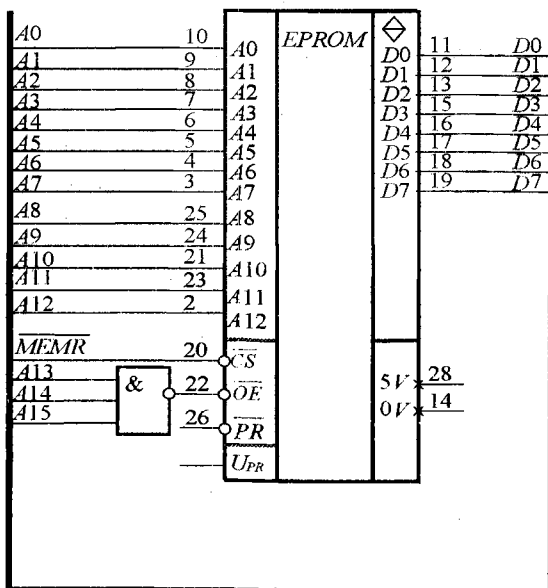 A0 10 A0 EPROM D0 11 D0
A1 9 A1 D1 12 D1
A2 8 A2 D2 13 D2
A3 7 A3 D3 15 D3
A4 6 A4 D4 16 D4
A5 5 A5 D5 17 D5
A6 4 A6 D6 18 D6
A7 3 A7 D7 19 D7
A8 25 A8
A9 24 A9
A10 21 A10
A11 23 A11
A12 2 A12
MEMR 20 CS
A13 & 22 OE 5V 28
A14
A15 26 PR 0V 14
UPR